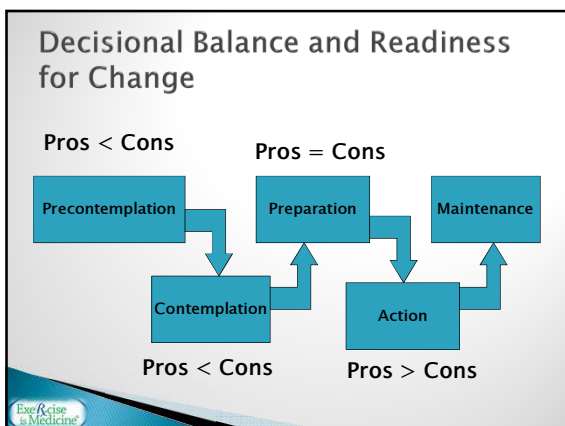 Decisional Balance and Readiness
for Change
Pros < Cons
Pros = Cons
Precontemplation
Preparation
Maintenance
Contemplation
Action
Pros < Cons
Pros > Cons
ExeRcise
is Medicine®